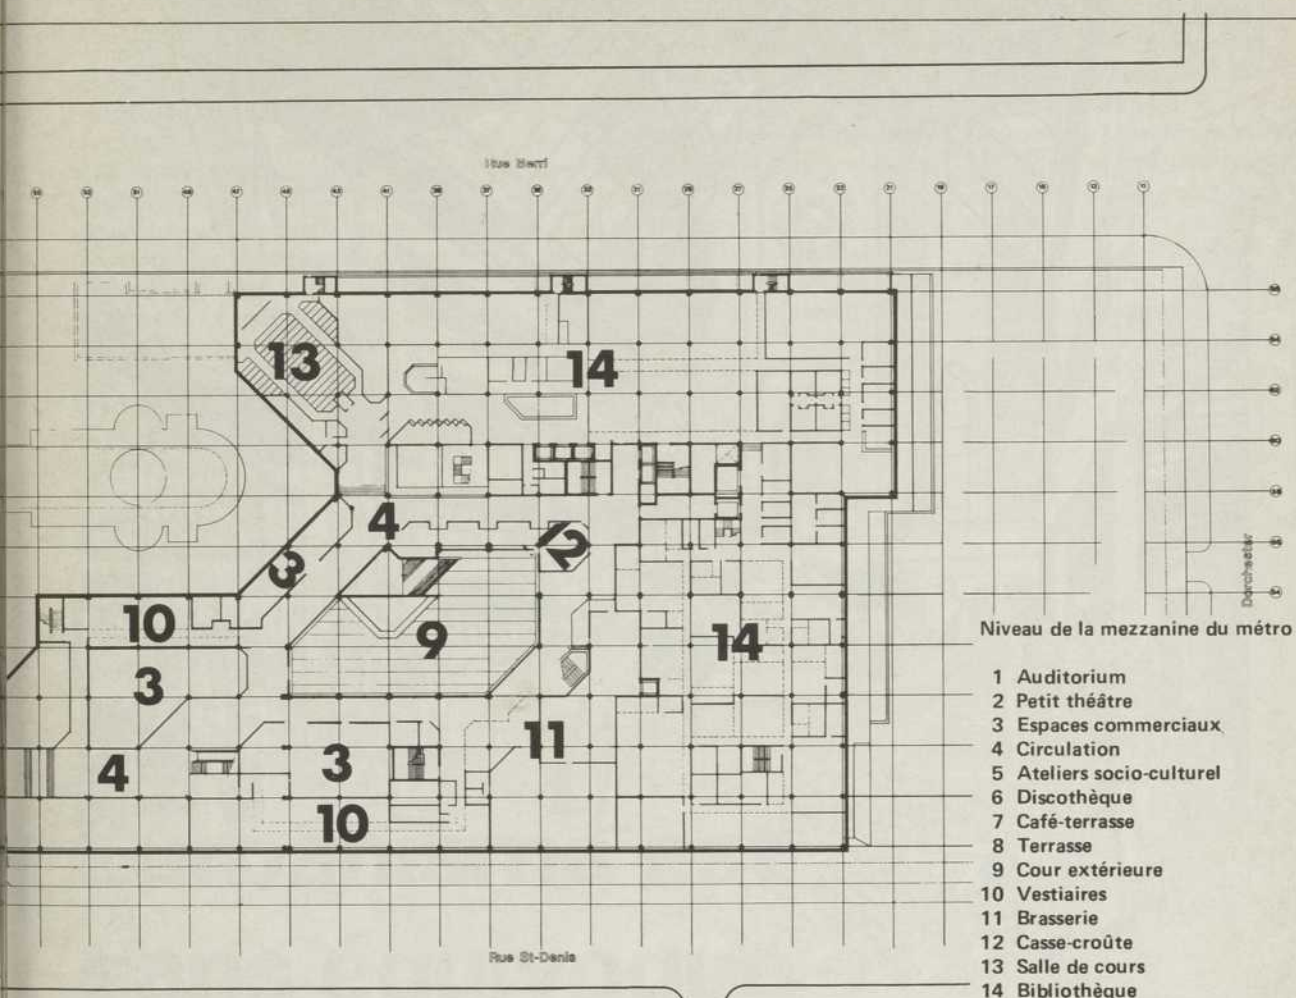 Rue Berri
13
14
4
12
3
10
9
14
3
11
3
4
10
Dorchester
Rue St-Denis
Niveau de la mezzanine du métro
1 Auditorium
2 Petit théâtre
3 Espaces commerciaux
4 Circulation
5 Ateliers socio-culturel
6 Discothèque
7 Café-terrasse
8 Terrasse
9 Cour extérieure
10 Vestiaires
11 Brasserie
12 Casse-croûte
13 Salle de cours
14 Bibliothèque